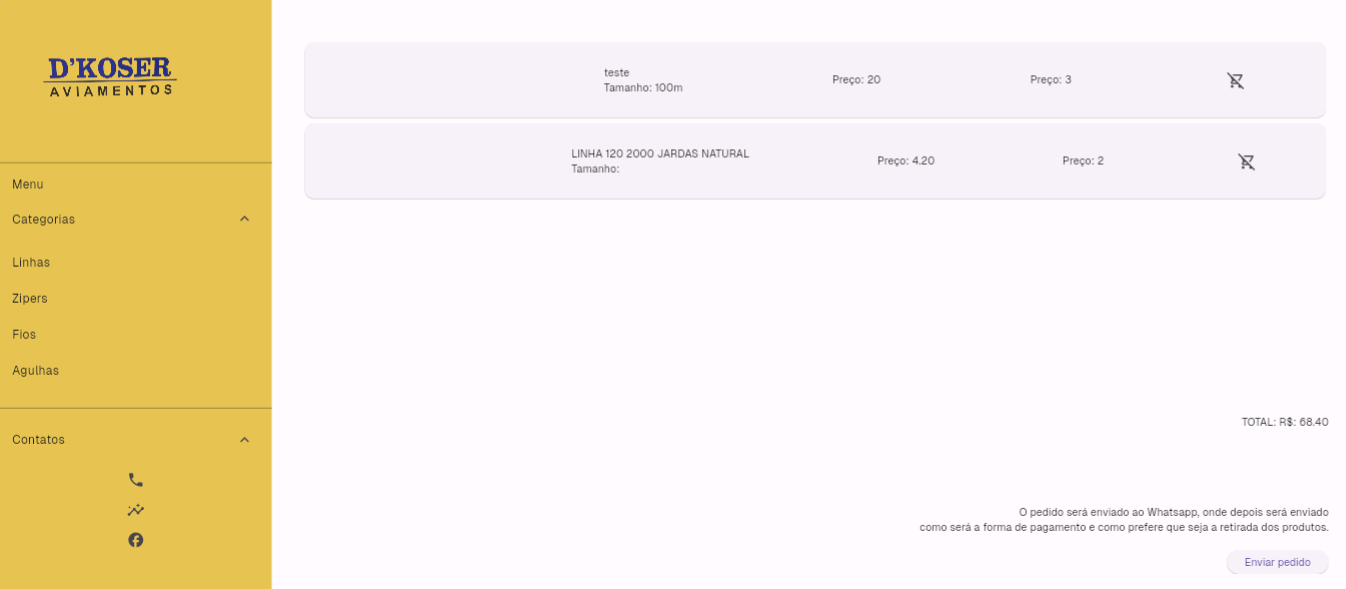 D'KOSER
AVIAMENTOS
Menu
Categorias
Linhas
Zipers
Fios
Agulhas
Contatos
teste
Tamanho: 100m
Preço: 20
Preço: 3
LINHA 120 2000 JARDAS NATURAL
Tamanho:
Preço: 4.20
Preço: 2
TOTAL: R$: 68.40
O pedido será enviado ao Whatsapp, onde depois será enviado
como será a forma de pagamento e como prefere que seja a retirada dos produtos.
Enviar pedido